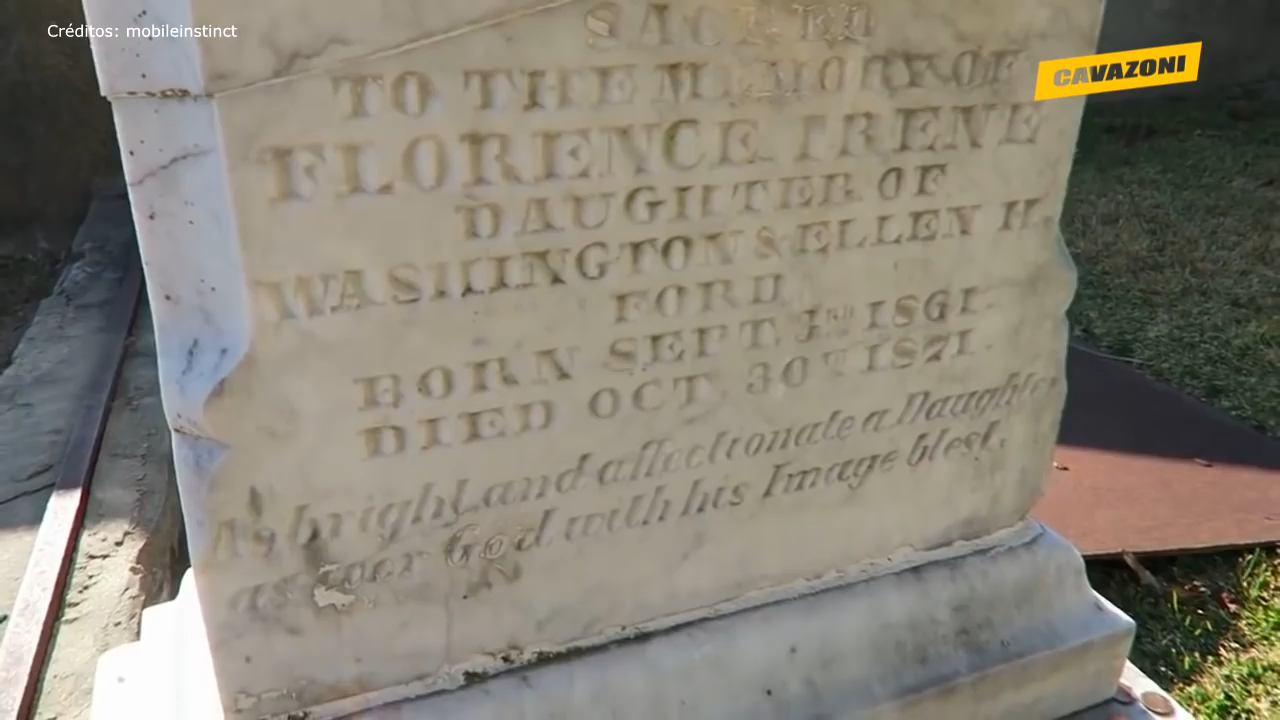 Créditos: mobileinstinct
CAVAZONI
SACRED
TO THE MEMORY OF
FLORENCE IRENE
DAUGHTER OF
WASHINGTON & ELLEN H.
FORD
BORN SEPT. 3RD 1861.
DIED OCT. 30TH 1871.
As bright and affectionate a Daughter
as ever God with his Image blest.